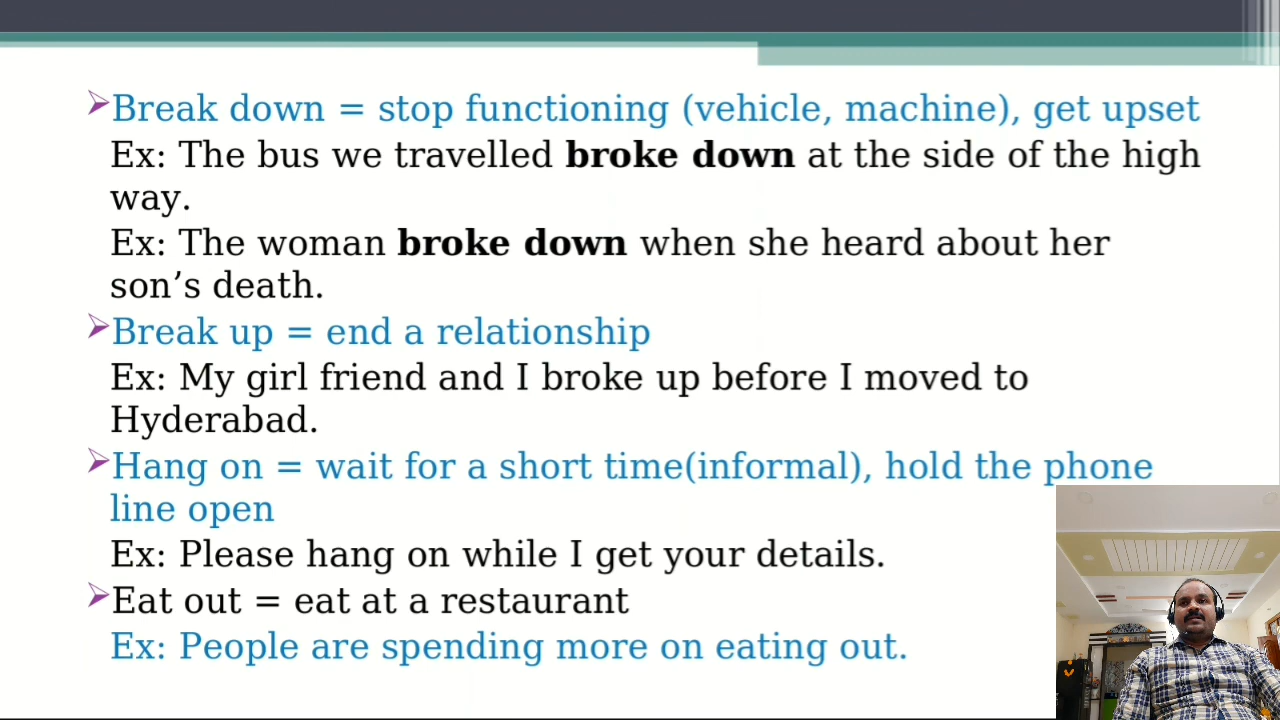 Break down = stop functioning (vehicle, machine), get upset
Ex: The bus we travelled broke down at the side of the high
way.
Ex: The woman broke down when she heard about her
son’s death.
Break up = end a relationship
Ex: My girl friend and I broke up before I moved to
Hyderabad.
Hang on = wait for a short time(informal), hold the phone
line open
Ex: Please hang on while I get your details.
Eat out = eat at a restaurant
Ex: People are spending more on eating out.